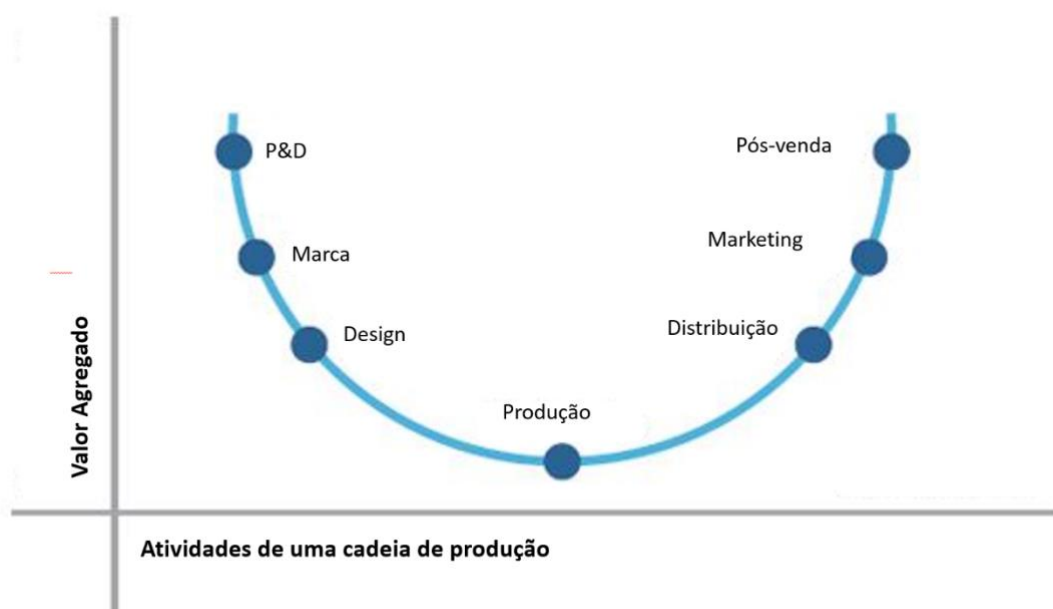 P&D
Pós-venda
Marca
Marketing
Design
Distribuição
Produção
Valor Agregado
Atividades de uma cadeia de produção